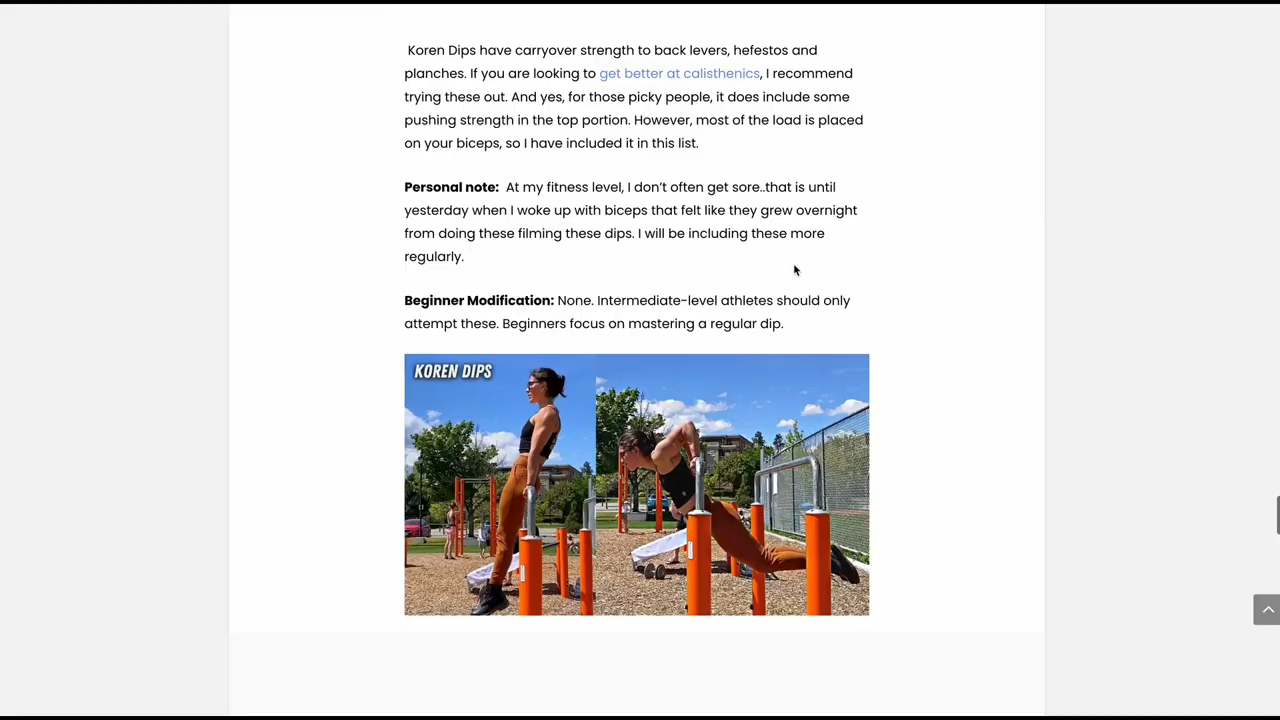 Koren Dips have carryover strength to back levers, hefestos and
planches. If you are looking to get better at calisthenics, I recommend
trying these out. And yes, for those picky people, it does include some
pushing strength in the top portion. However, most of the load is placed
on your biceps, so I have included it in this list.
Personal note: At my fitness level, I don’t often get sore..that is until
yesterday when I woke up with biceps that felt like they grew overnight
from doing these filming these dips. I will be including these more
regularly.
Beginner Modification: None. Intermediate-level athletes should only
attempt these. Beginners focus on mastering a regular dip.
KOREN DIPS